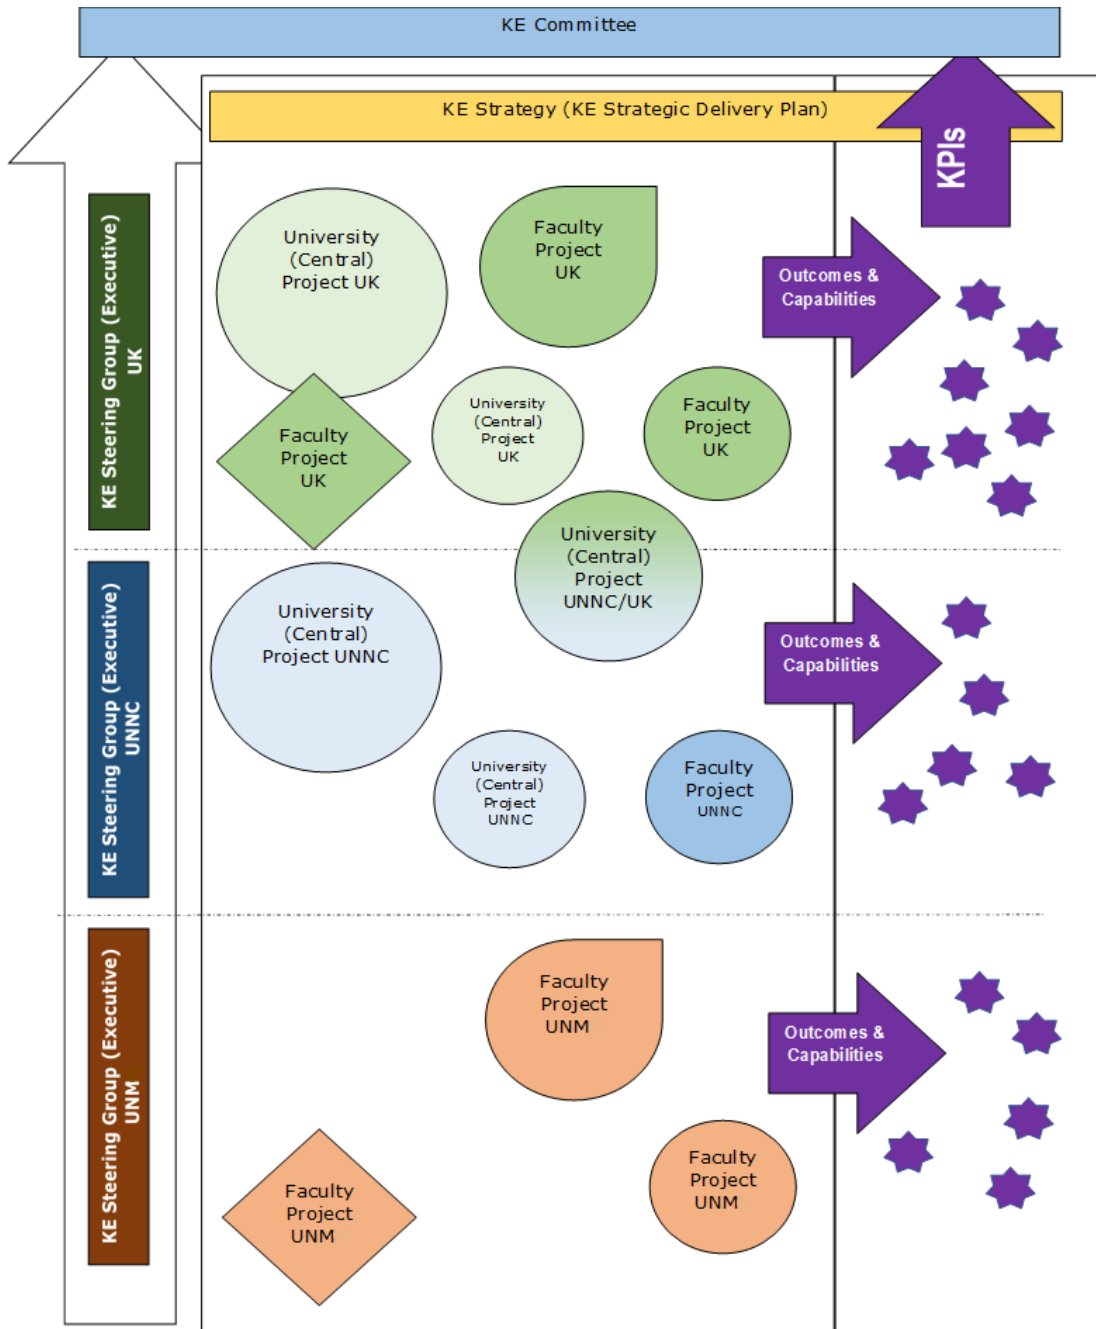 KE Committee
KE Strategy (KE Strategic Delivery Plan)
KPIs
KE Steering Group (Executive)
UK
University
(Central)
Project UK
Faculty
Project
UK
Outcomes &
Capabilities
Faculty
Project
UK
University
(Central)
Project
UK
Faculty
Project
UK
University
(Central)
Project
UNNC/UK
KE Steering Group (Executive)
UNNC
University
(Central)
Project UNNC
Outcomes &
Capabilities
University
(Central)
Project
UNNC
Faculty
Project
UNNC
KE Steering Group (Executive)
UNM
Faculty
Project
UNM
Outcomes &
Capabilities
Faculty
Project
UNM
Faculty
Project
UNM